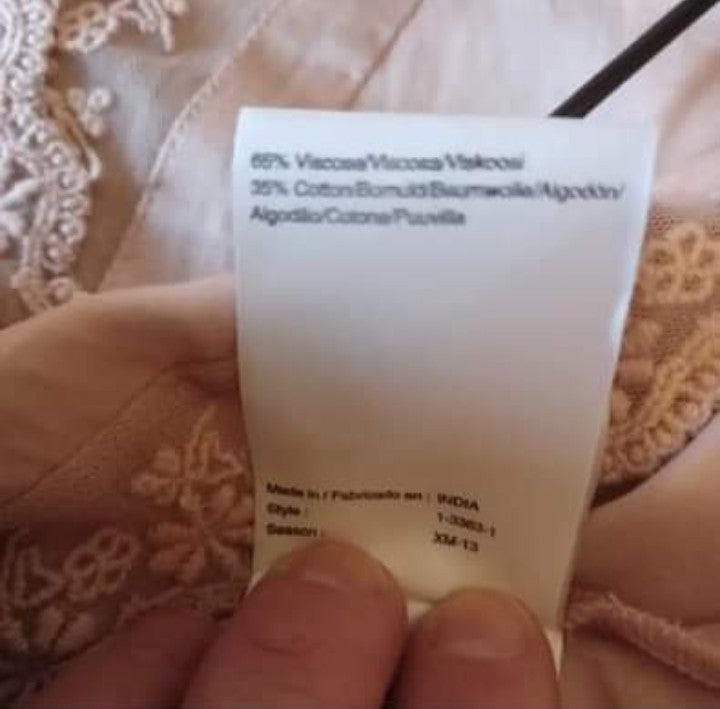 65% Viscose/Viscosa/Viskoosi
35% Cotton/Bomuld/Baumwolle/Algodón/
Algodão/Cotone/Puuvilla
Made in / Fabricado en : INDIA
Style : 1-3363-1
Season : XM-13